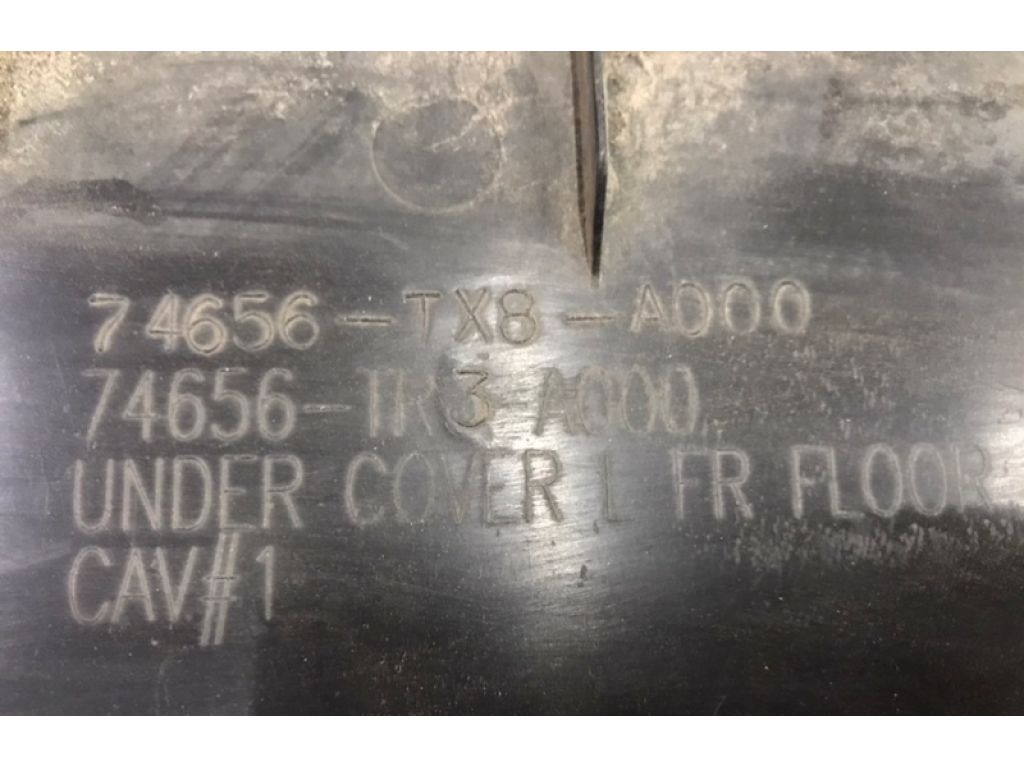 74656-TX8-A000
74656-TR3-A000
UNDER COVER L FR FLOOR
CAV#1